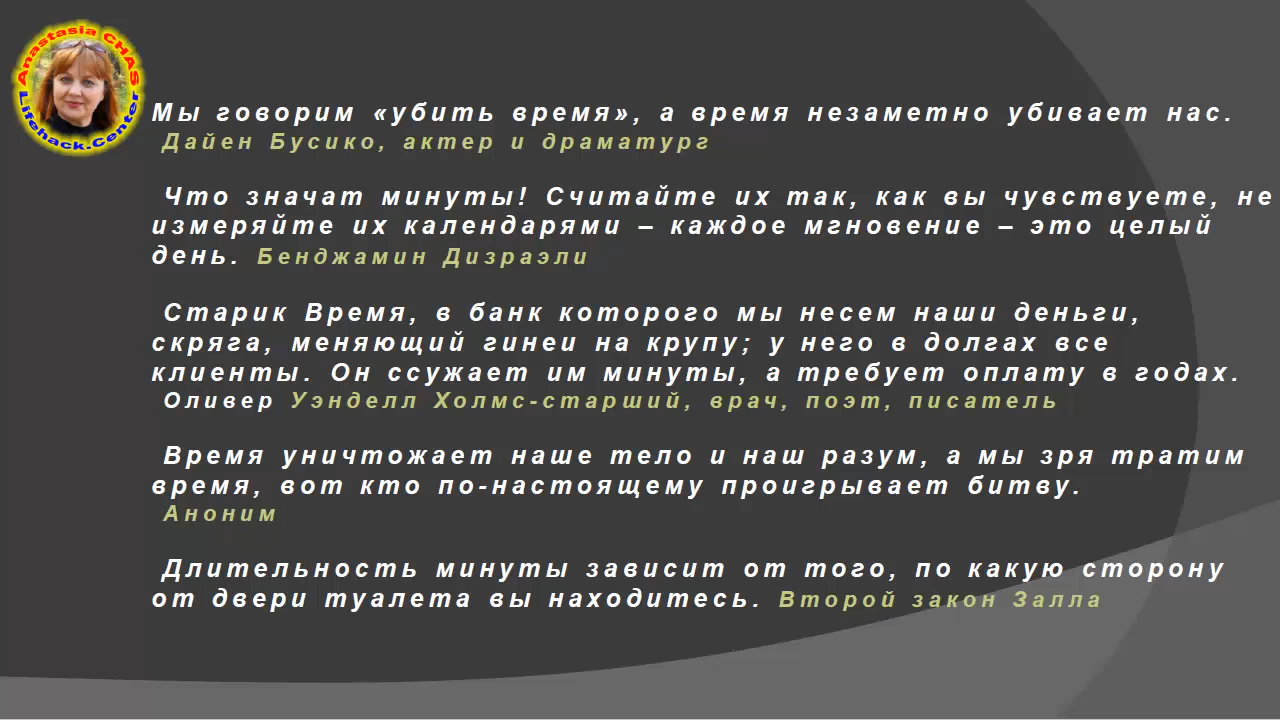 Anastasia CHAS
Lifehack.Center
Мы говорим «убить время», а время незаметно убивает нас.
Дайен Бусико, актер и драматург
Что значат минуты! Считайте их так, как вы чувствуете, не
измеряйте их календарями – каждое мгновение – это целый
день. Бенджамин Дизраэли
Старик Время, в банк которого мы несем наши деньги,
скряга, меняющий гинеи на крупу; у него в долгах все
клиенты. Он ссужает им минуты, а требует оплату в годах.
Оливер Уэнделл Холмс-старший, врач, поэт, писатель
Время уничтожает наше тело и наш разум, а мы зря тратим
время, вот кто по-настоящему проигрывает битву.
Аноним
Длительность минуты зависит от того, по какую сторону
от двери туалета вы находитесь. Второй закон Залла